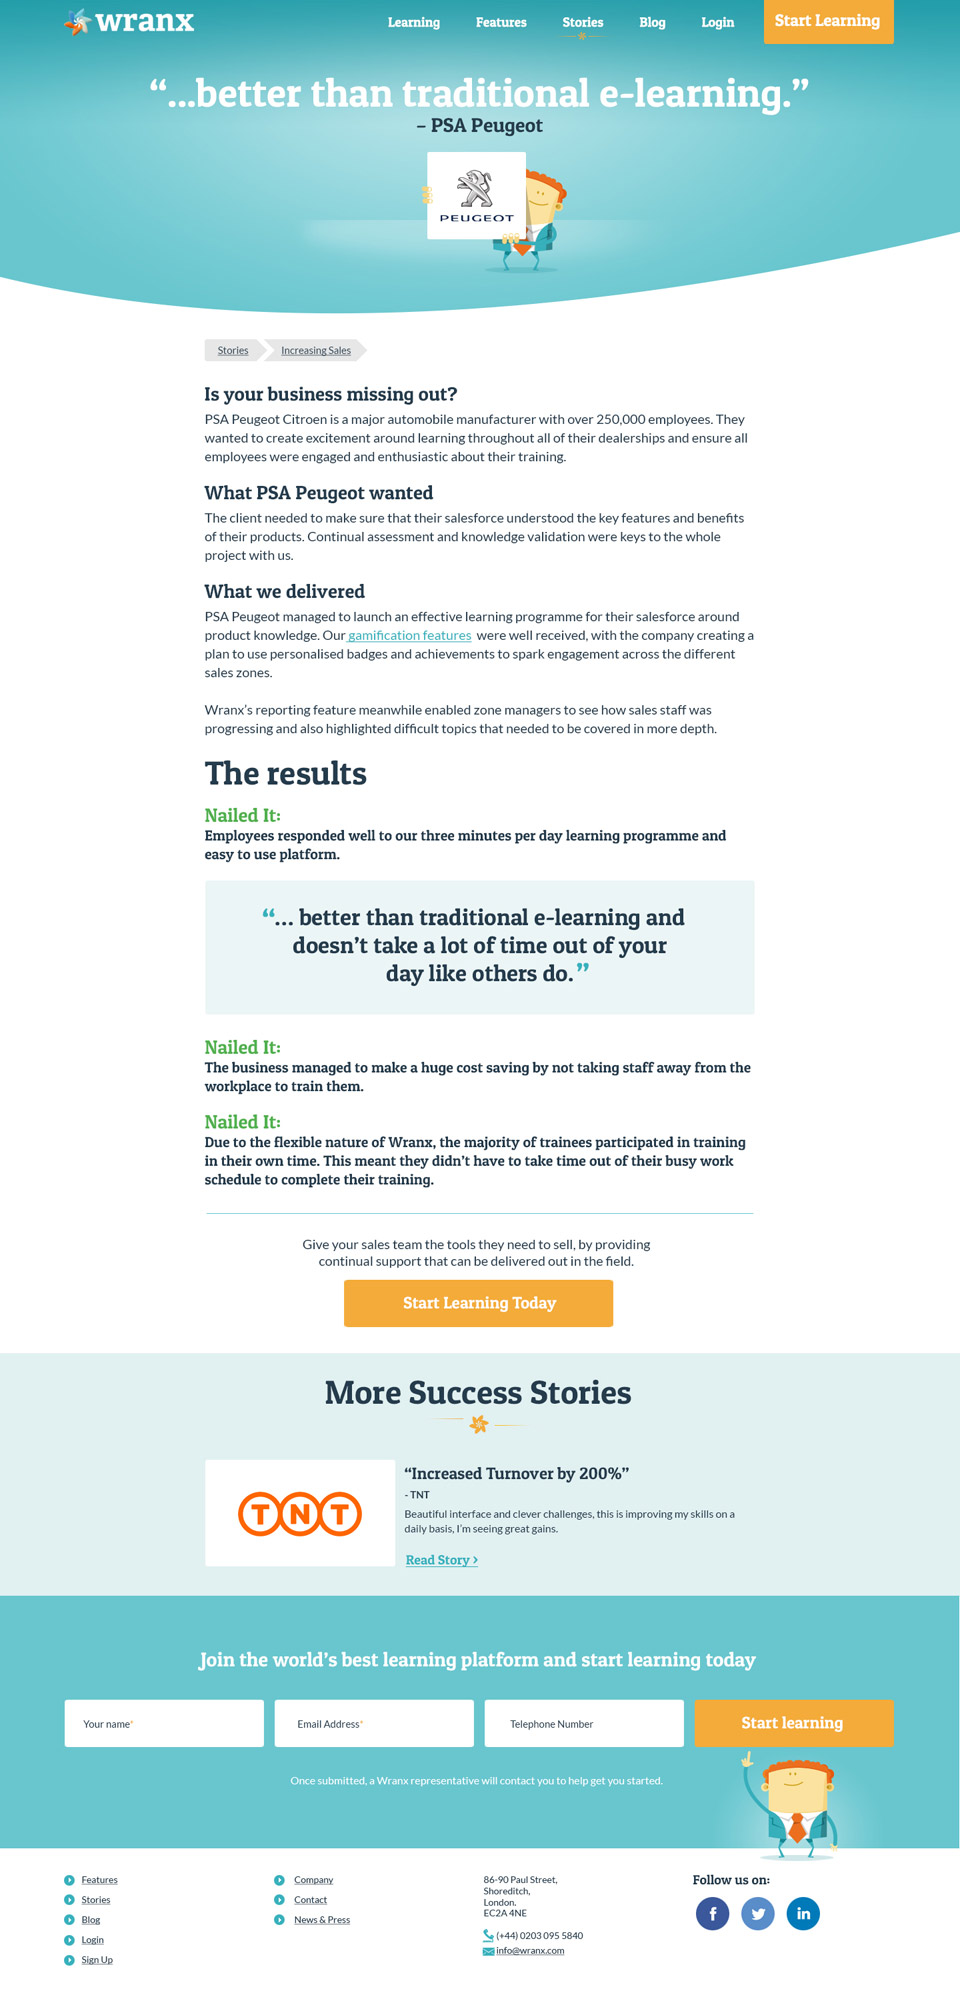 wranx
Learning Features Stories Blog Login Start Learning
“...better than traditional e-learning.”
– PSA Peugeot
PEUGEOT
Stories Increasing Sales
Is your business missing out?
PSA Peugeot Citroen is a major automobile manufacturer with over 250,000 employees. They
wanted to create excitement around learning throughout all of their dealerships and ensure all
employees were engaged and enthusiastic about their training.
What PSA Peugeot wanted
The client needed to make sure that their salesforce understood the key features and benefits
of their products. Continual assessment and knowledge validation were keys to the whole
project with us.
What we delivered
PSA Peugeot managed to launch an effective learning programme for their salesforce around
product knowledge. Our gamification features were well received, with the company creating a
plan to use personalised badges and achievements to spark engagement across the different
sales zones.
Wranx’s reporting feature meanwhile enabled zone managers to see how sales staff was
progressing and also highlighted difficult topics that needed to be covered in more depth.
The results
Nailed It:
Employees responded well to our three minutes per day learning programme and
easy to use platform.
“... better than traditional e-learning and
doesn’t take a lot of time out of your
day like others do.”
Nailed It:
The business managed to make a huge cost saving by not taking staff away from the
workplace to train them.
Nailed It:
Due to the flexible nature of Wranx, the majority of trainees participated in training
in their own time. This meant they didn’t have to take time out of their busy work
schedule to complete their training.
Give your sales team the tools they need to sell, by providing
continual support that can be delivered out in the field.
Start Learning Today
More Success Stories
TNT
“Increased Turnover by 200%”
- TNT
Beautiful interface and clever challenges, this is improving my skills on a
daily basis, I’m seeing great gains.
Read Story >
Join the world’s best learning platform and start learning today
Your name* Email Address* Telephone Number Start learning
Once submitted, a Wranx representative will contact you to help get you started.
Features
Stories
Blog
Login
Sign Up
Company
Contact
News & Press
86-90 Paul Street,
Shoreditch,
London.
EC2A 4NE
(+44) 0203 095 5840
info@wranx.com
Follow us on:
f
in